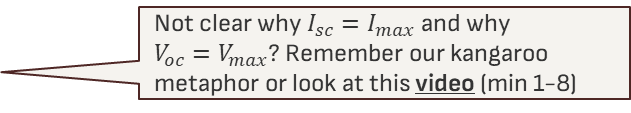 Not clear why I_sc = I_max and why
V_oc = V_max? Remember our kangaroo
metaphor or look at this video (min 1-8)